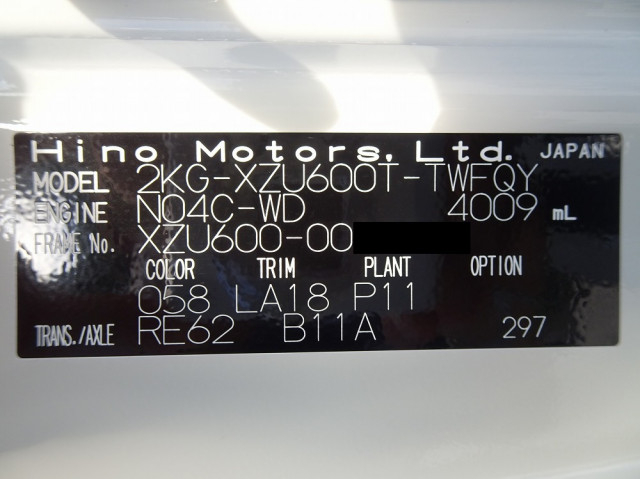 Hino Motors, Ltd. JAPAN
MODEL 2KG-XZU600T-TWFQY
ENGINE N04C-WD 4009 mL
FRAME No. XZU600-00
COLOR TRIM PLANT OPTION
058 LA18 P11
TRANS./AXLE RE62 B11A 297